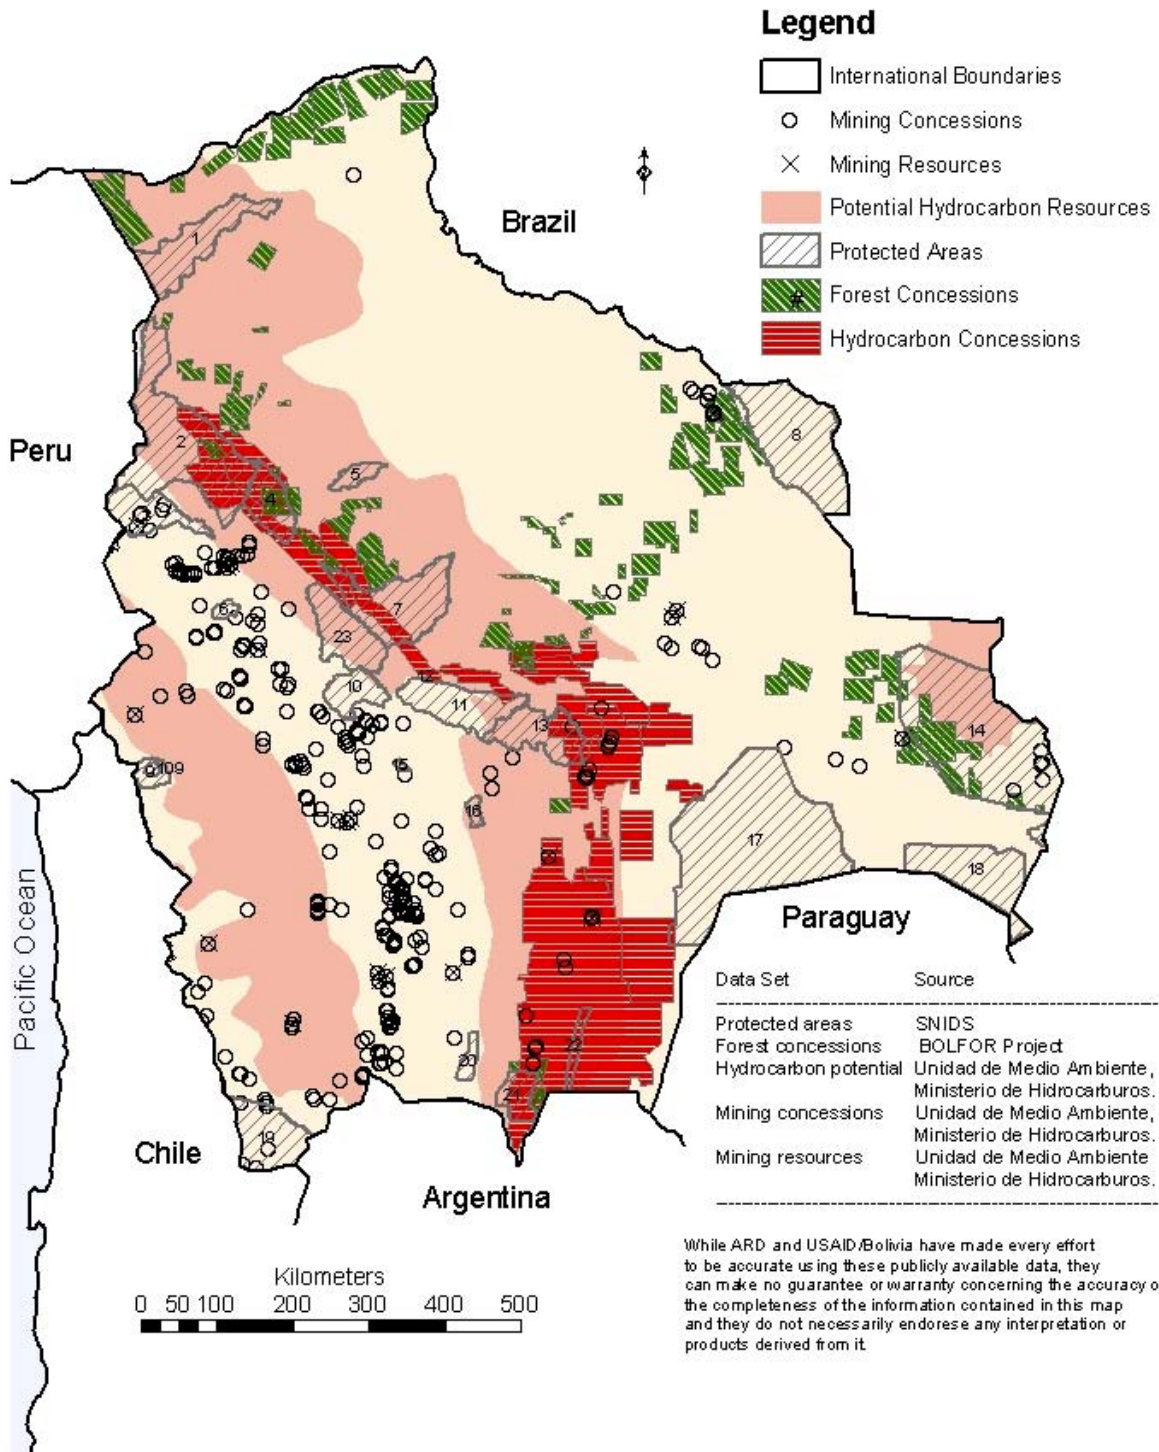 Legend
International Boundaries
Mining Concessions
Mining Resources
Potential Hydrocarbon Resources
Protected Areas
#
Forest Concessions
Hydrocarbon Concessions
Brazil
Peru
Pacific Ocean
Chile
Argentina
Paraguay
1
2
8
5
4
6
7
23
10
12
11
13
14
9
109
15
16
17
18
20
22
21
19
Data Set Source
Protected areas SNIDS
Forest concessions BOLFOR Project
Hydrocarbon potential Unidad de Medio Ambiente,
Ministerio de Hidrocarburos.
Mining concessions Unidad de Medio Ambiente,
Ministerio de Hidrocarburos.
Mining resources Unidad de Medio Ambiente
Ministerio de Hidrocarburos.
While ARD and USAID/Bolivia have made every effort
to be accurate using these publicly available data, they
can make no guarantee or warranty concerning the accuracy o
the completeness of the information contained in this map
and they do not necessarily endorese any interpretation or
products derived from it.
Kilometers
0 50 100 200 300 400 500